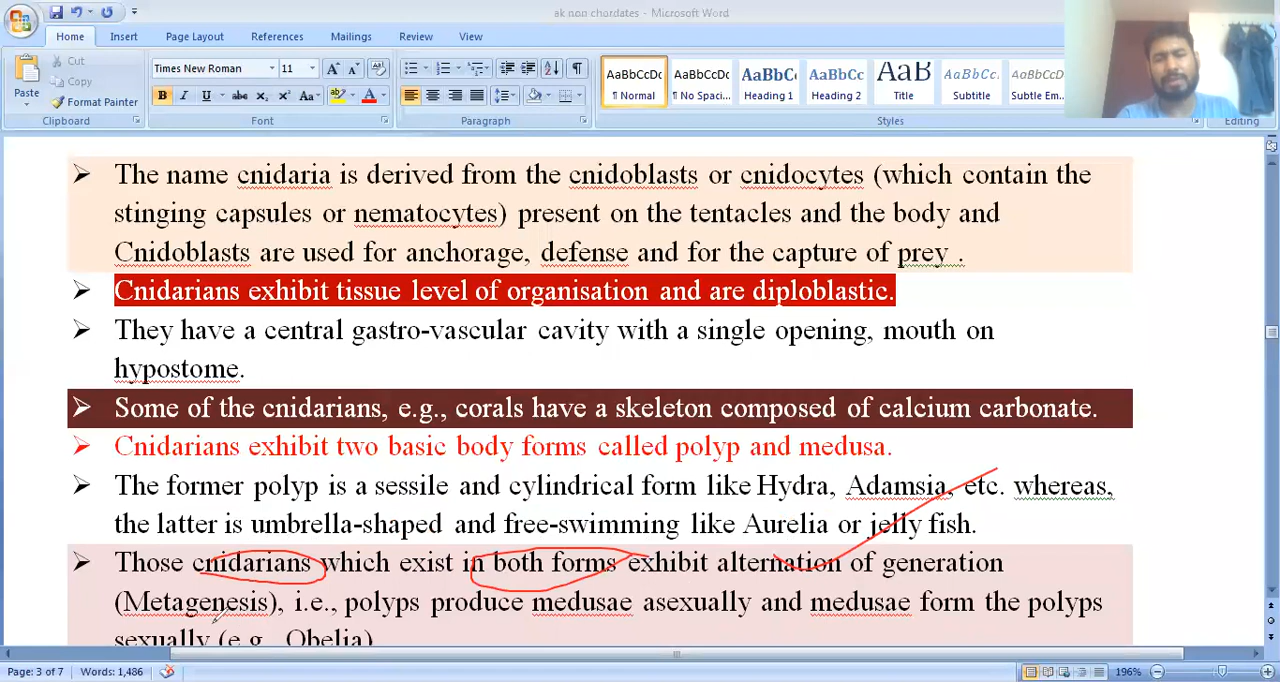 ak non chordates - Microsoft Word
Home Insert Page Layout References Mailings Review View
Paste
Cut
Copy
Format Painter
Clipboard
Times New Roman 11
Font
Paragraph
AaBbCcDc AaBbCcDc AaBbCc AaBbCc AaB AaBbCc AaBbCcDc
¶ Normal ¶ No Spaci... Heading 1 Heading 2 Title Subtitle Subtle Em...
Styles
Editing
➢ The name cnidaria is derived from the cnidoblasts or cnidocytes (which contain the
stinging capsules or nematocytes) present on the tentacles and the body and
Cnidoblasts are used for anchorage, defense and for the capture of prey .
➢ Cnidarians exhibit tissue level of organisation and are diploblastic.
➢ They have a central gastro-vascular cavity with a single opening, mouth on
hypostome.
➢ Some of the cnidarians, e.g., corals have a skeleton composed of calcium carbonate.
➢ Cnidarians exhibit two basic body forms called polyp and medusa.
➢ The former polyp is a sessile and cylindrical form like Hydra, Adamsia, etc. whereas,
the latter is umbrella-shaped and free-swimming like Aurelia or jelly fish.
➢ Those cnidarians which exist in both forms exhibit alternation of generation
(Metagenesis), i.e., polyps produce medusae asexually and medusae form the polyps
sexually (e.g., Obelia)
Page: 3 of 7 Words: 1,486 196%